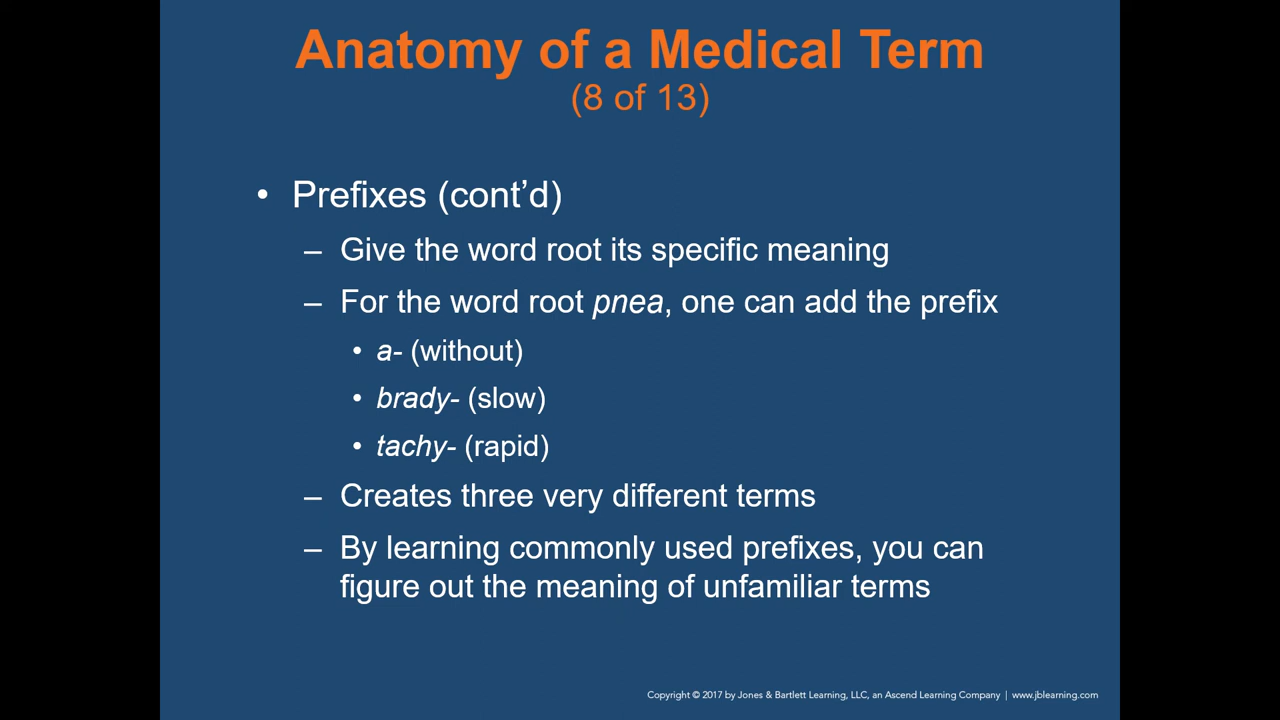 Anatomy of a Medical Term
(8 of 13)
• Prefixes (cont’d)
– Give the word root its specific meaning
– For the word root pnea, one can add the prefix
• a- (without)
• brady- (slow)
• tachy- (rapid)
– Creates three very different terms
– By learning commonly used prefixes, you can
figure out the meaning of unfamiliar terms
Copyright © 2017 by Jones & Bartlett Learning, LLC, an Ascend Learning Company | www.jblearning.com